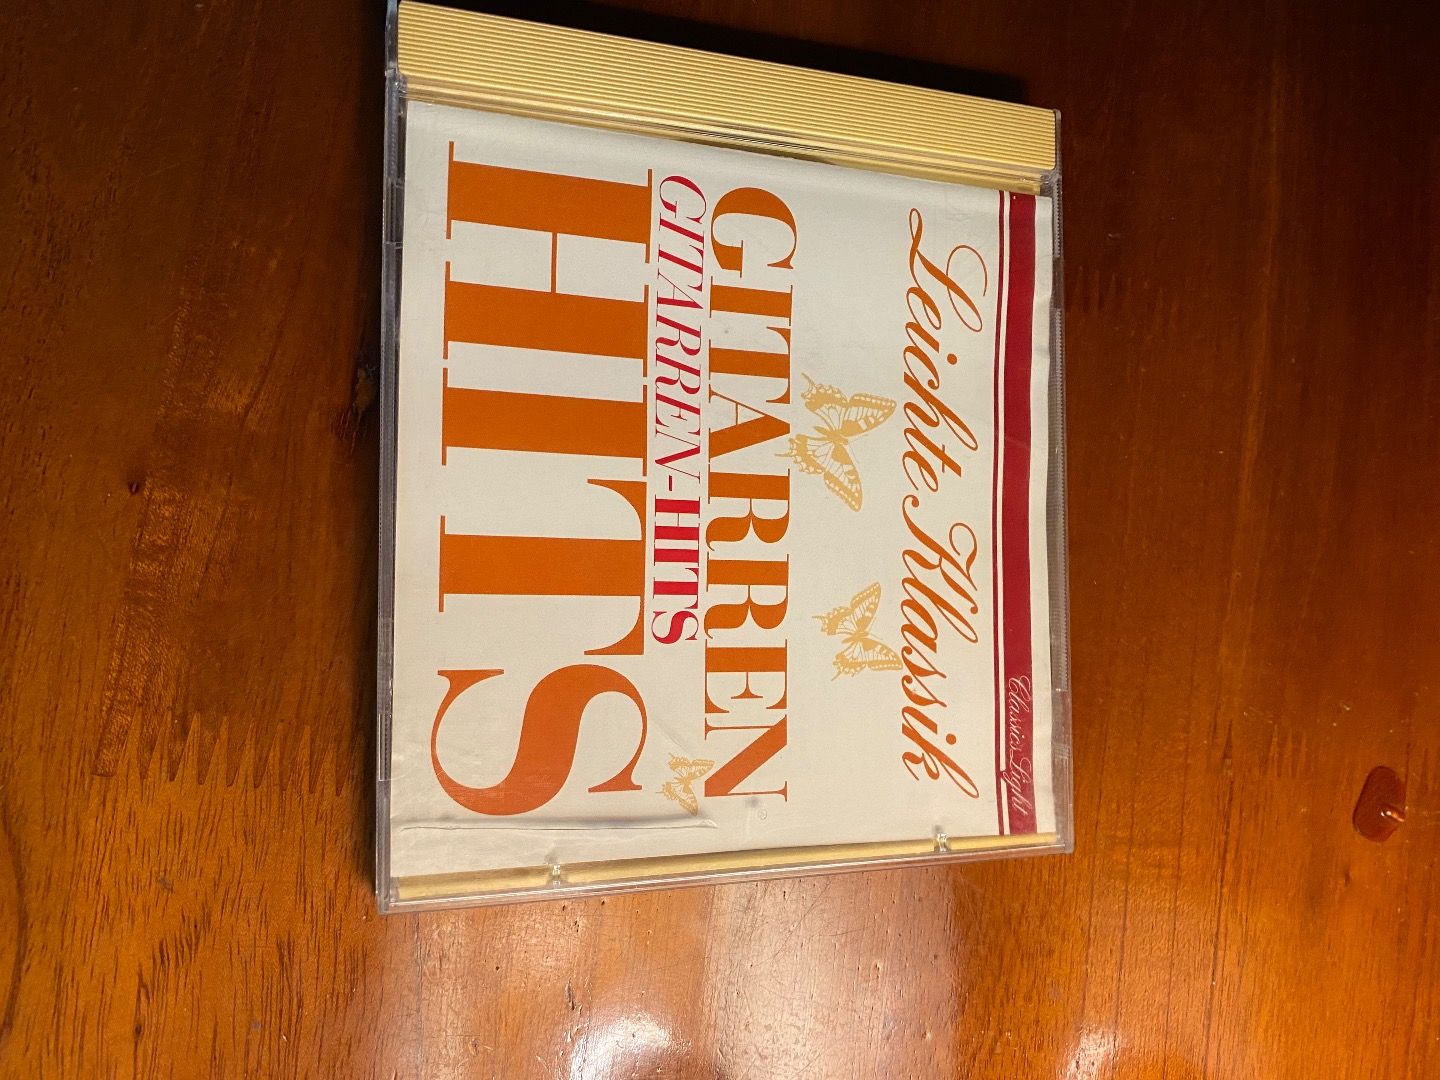 Classics Light
Leichte Klassik
GITARREN
GITARREN-HITS
HITS